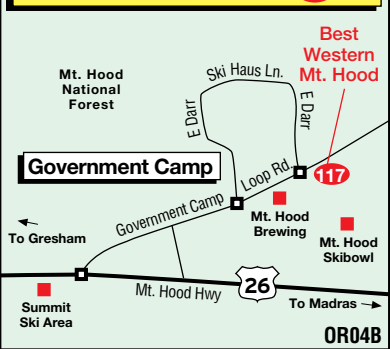 Best
Western
Mt. Hood
Mt. Hood
National
Forest
Ski Haus Ln.
E Darr
E Darr
Government Camp
Loop Rd.
117
Government Camp
Mt. Hood
Brewing
Mt. Hood
Skibowl
To Gresham
26
Mt. Hood Hwy
To Madras
Summit
Ski Area
OR04B